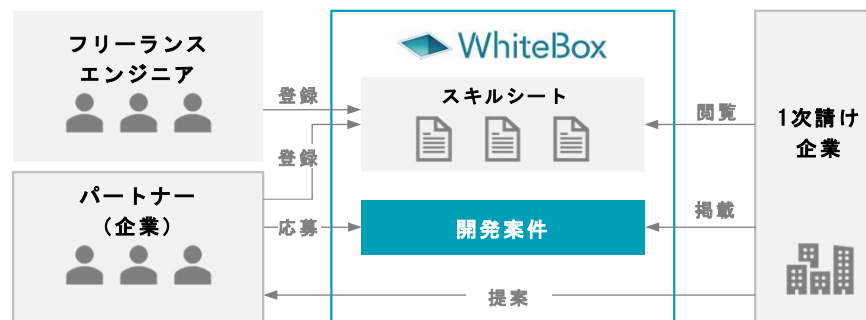 フリーランス
エンジニア
パートナー
（企業）
登録
登録
応募
WhiteBox
スキルシート
開発案件
閲覧
掲載
提案
1次請け
企業